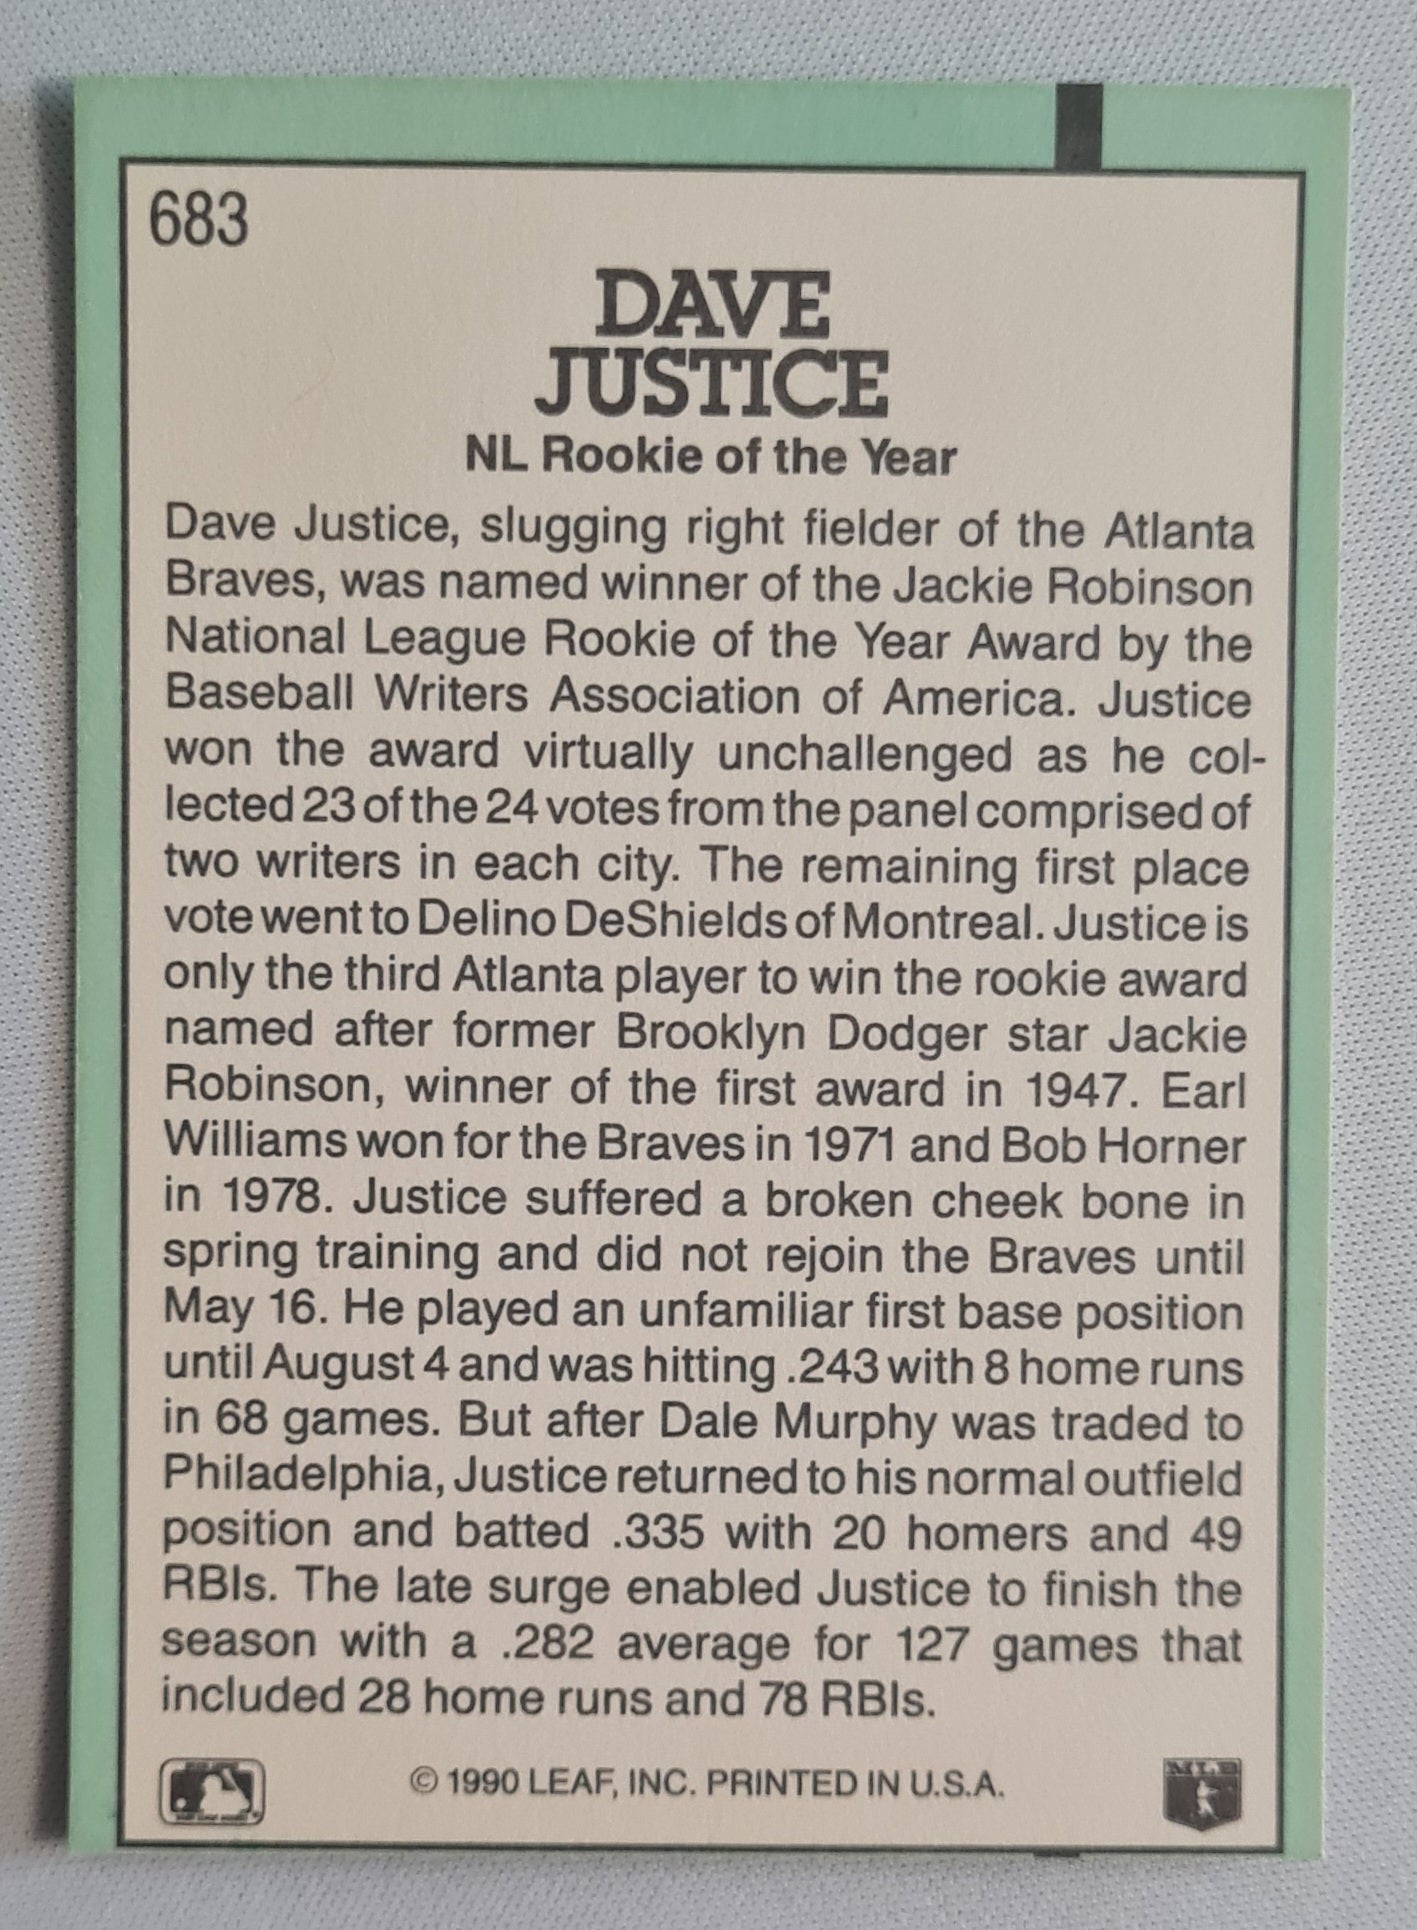 683
DAVE
JUSTICE
NL Rookie of the Year
Dave Justice, slugging right fielder of the Atlanta
Braves, was named winner of the Jackie Robinson
National League Rookie of the Year Award by the
Baseball Writers Association of America. Justice
won the award virtually unchallenged as he col-
lected 23 of the 24 votes from the panel comprised of
two writers in each city. The remaining first place
vote went to Delino DeShields of Montreal. Justice is
only the third Atlanta player to win the rookie award
named after former Brooklyn Dodger star Jackie
Robinson, winner of the first award in 1947. Earl
Williams won for the Braves in 1971 and Bob Horner
in 1978. Justice suffered a broken cheek bone in
spring training and did not rejoin the Braves until
May 16. He played an unfamiliar first base position
until August 4 and was hitting .243 with 8 home runs
in 68 games. But after Dale Murphy was traded to
Philadelphia, Justice returned to his normal outfield
position and batted .335 with 20 homers and 49
RBIs. The late surge enabled Justice to finish the
season with a .282 average for 127 games that
included 28 home runs and 78 RBIs.
© 1990 LEAF, INC. PRINTED IN U.S.A.
MLB